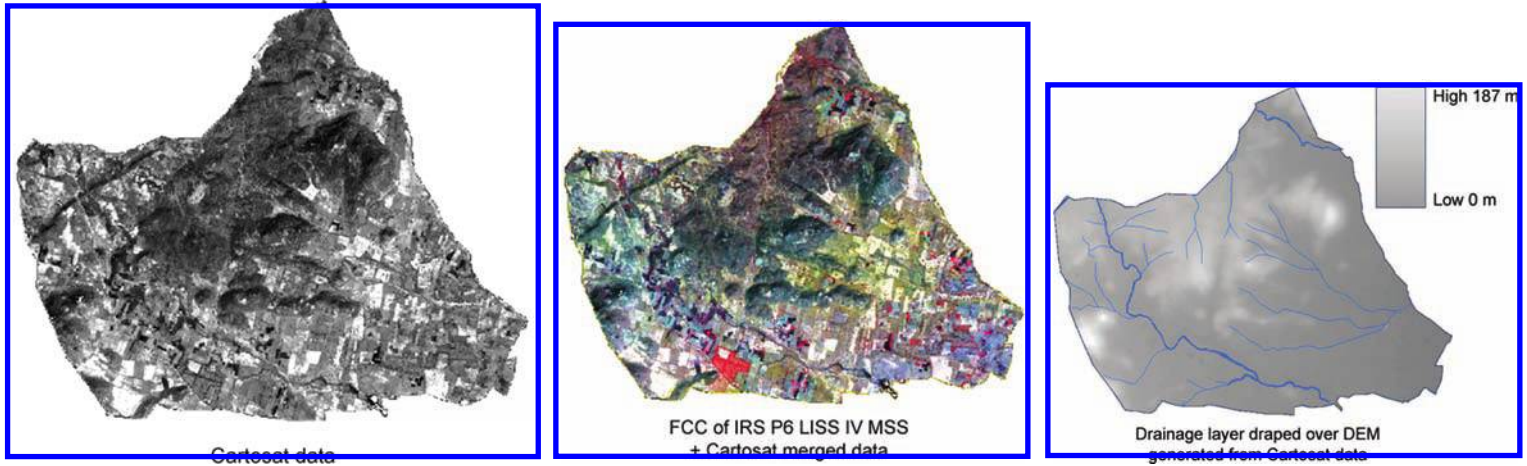 Cartosat data
FCC of IRS P6 LISS IV MSS
+ Cartosat merged data
High 187 m
Low 0 m
Drainage layer draped over DEM
generated from Cartosat data